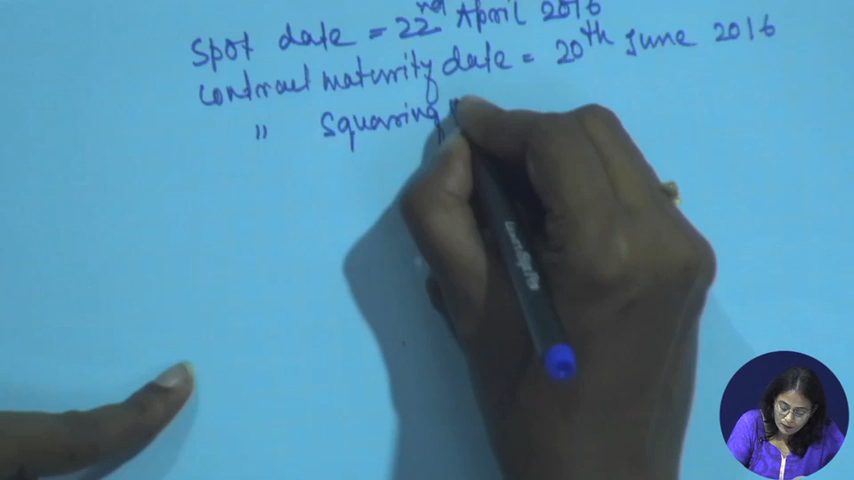 Spot date = 22nd April 2016
contract maturity date = 20th June 2016
" Squaring